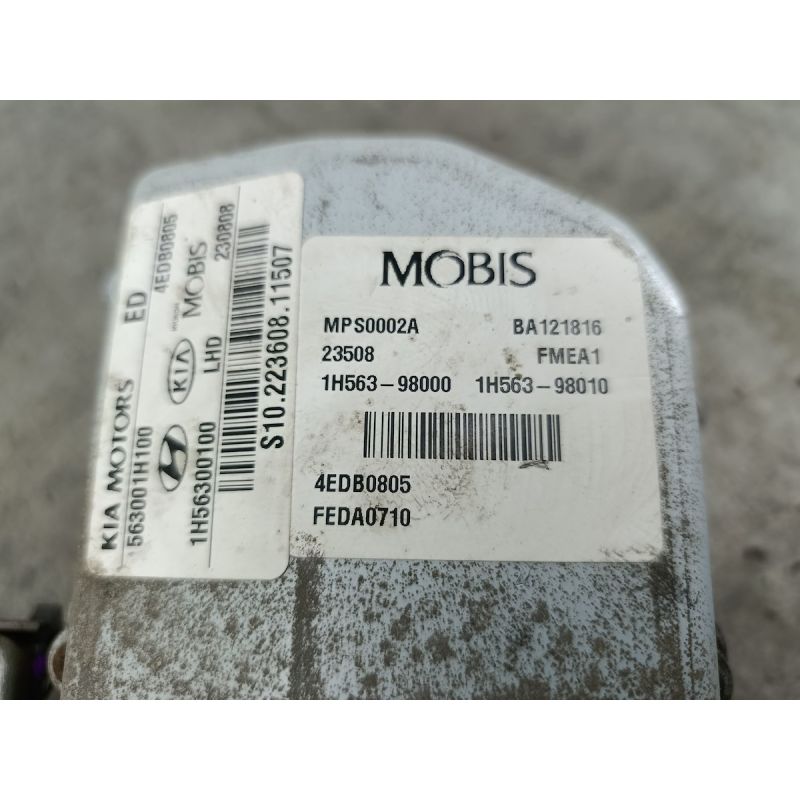 MOBIS
MPS0002A BA121816
23508 FMEA1
1H563-98000 1H563-98010
4EDB0805
FEDA0710
KIA MOTORS ED
563001H100 4EDB0805
KIA HYUNDAI MOBIS
1H56300100 LHD 230808
S10.223608.11507